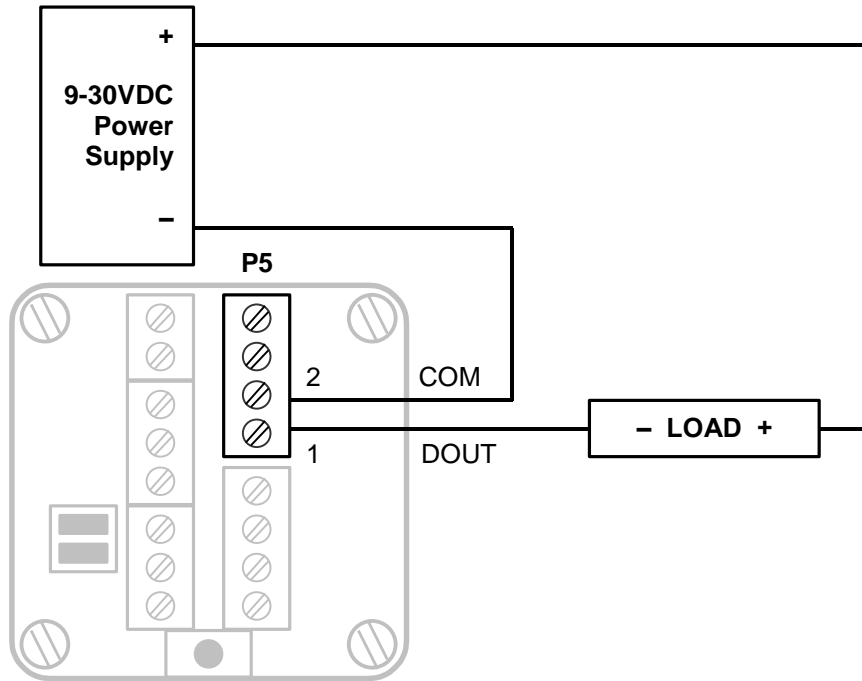 +
9-30VDC
Power
Supply
–
P5
2 COM
– LOAD +
1 DOUT